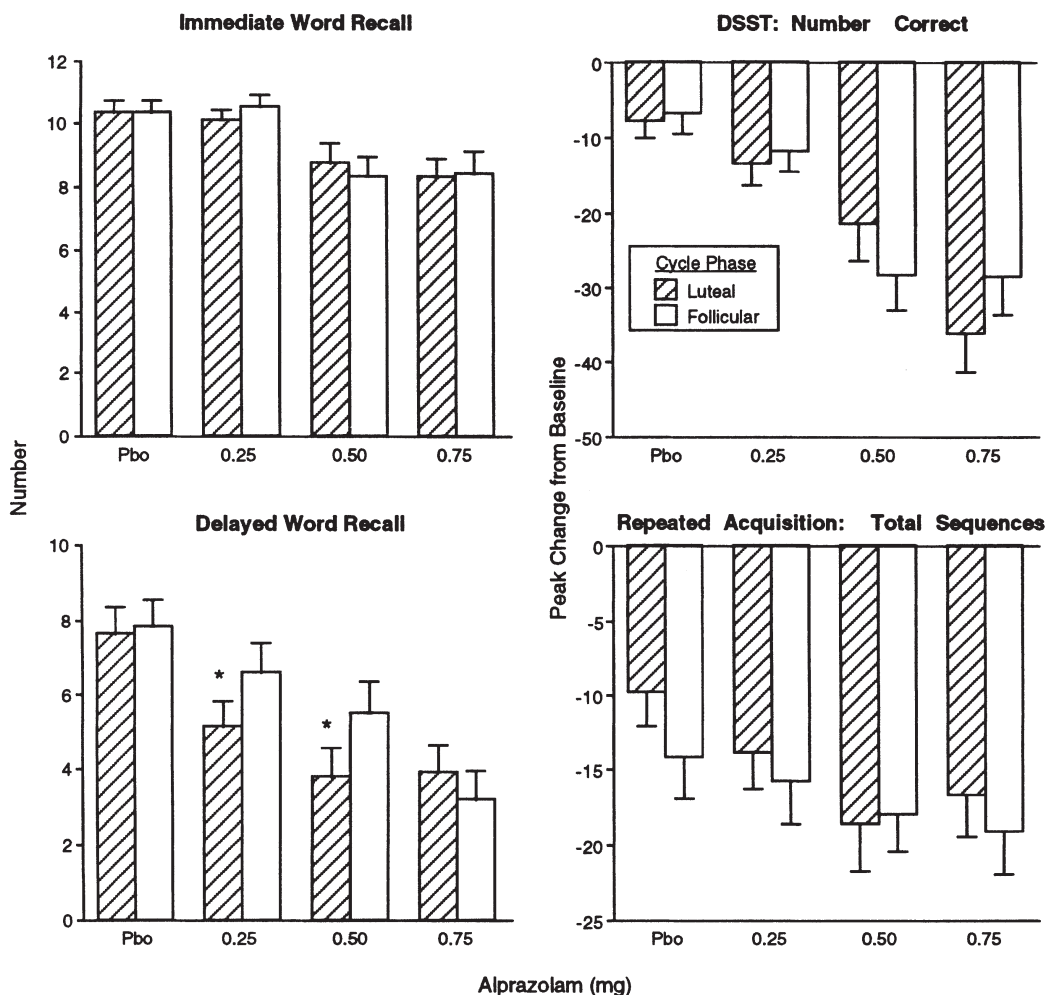 Immediate Word Recall
12
10
8
6
4
2
0
Pbo 0.25 0.50 0.75
DSST: Number Correct
0
-10
-20
-30
-40
-50
Cycle Phase
Luteal
Follicular
Pbo 0.25 0.50 0.75
Number
Peak Change from Baseline
Delayed Word Recall
10
8
6
4
2
0
*
*
Pbo 0.25 0.50 0.75
Repeated Acquisition: Total Sequences
0
-5
-10
-15
-20
-25
Pbo 0.25 0.50 0.75
Alprazolam (mg)